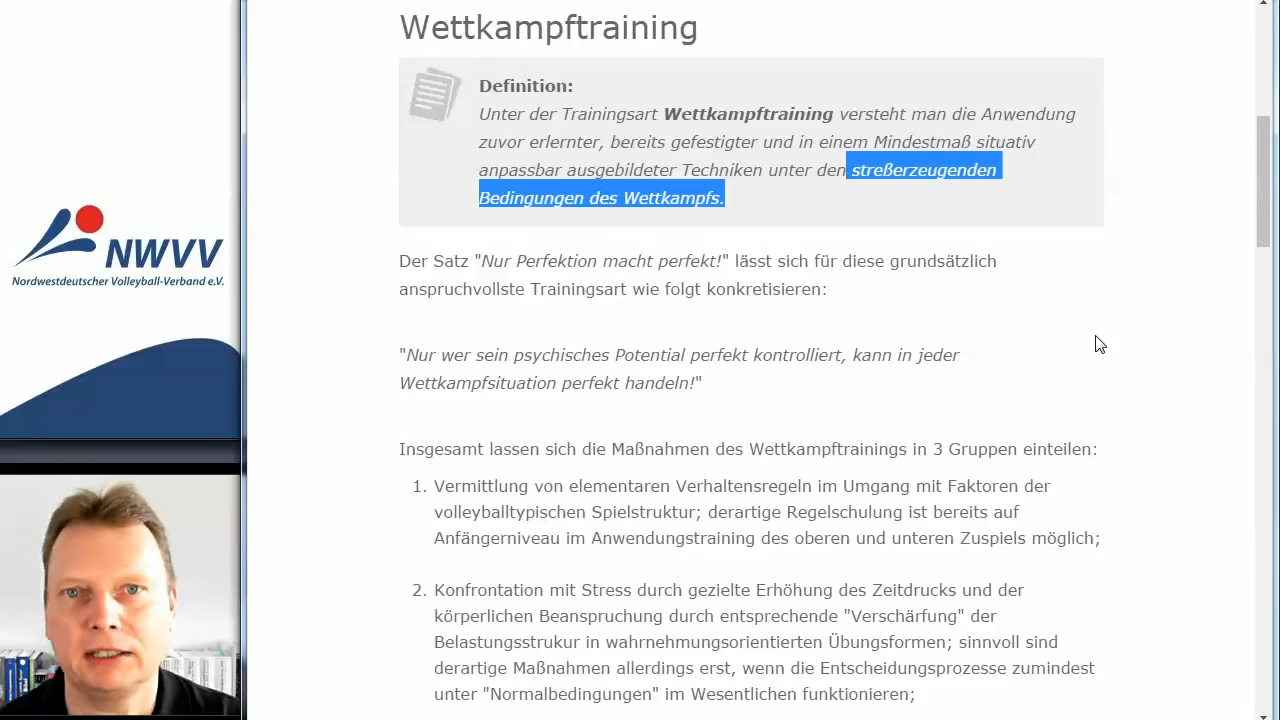 Wettkampftraining
Definition:
Unter der Trainingsart Wettkampftraining versteht man die Anwendung
zuvor erlernter, bereits gefestigter und in einem Mindestmaß situativ
anpassbar ausgebildeter Techniken unter den streßerzeugenden
Bedingungen des Wettkampfs.
NWVV
Nordwestdeutscher Volleyball-Verband e.V.
Der Satz "Nur Perfektion macht perfekt!" lässt sich für diese grundsätzlich
anspruchvollste Trainingsart wie folgt konkretisieren:
"Nur wer sein psychisches Potential perfekt kontrolliert, kann in jeder
Wettkampfsituation perfekt handeln!"
Insgesamt lassen sich die Maßnahmen des Wettkampftrainings in 3 Gruppen einteilen:
1. Vermittlung von elementaren Verhaltensregeln im Umgang mit Faktoren der
volleyballtypischen Spielstruktur; derartige Regelschulung ist bereits auf
Anfängerniveau im Anwendungstraining des oberen und unteren Zuspiels möglich;
2. Konfrontation mit Stress durch gezielte Erhöhung des Zeitdrucks und der
körperlichen Beanspruchung durch entsprechende "Verschärfung" der
Belastungsstrukur in wahrnehmungsorientierten Übungsformen; sinnvoll sind
derartige Maßnahmen allerdings erst, wenn die Entscheidungsprozesse zumindest
unter "Normalbedingungen" im Wesentlichen funktionieren;